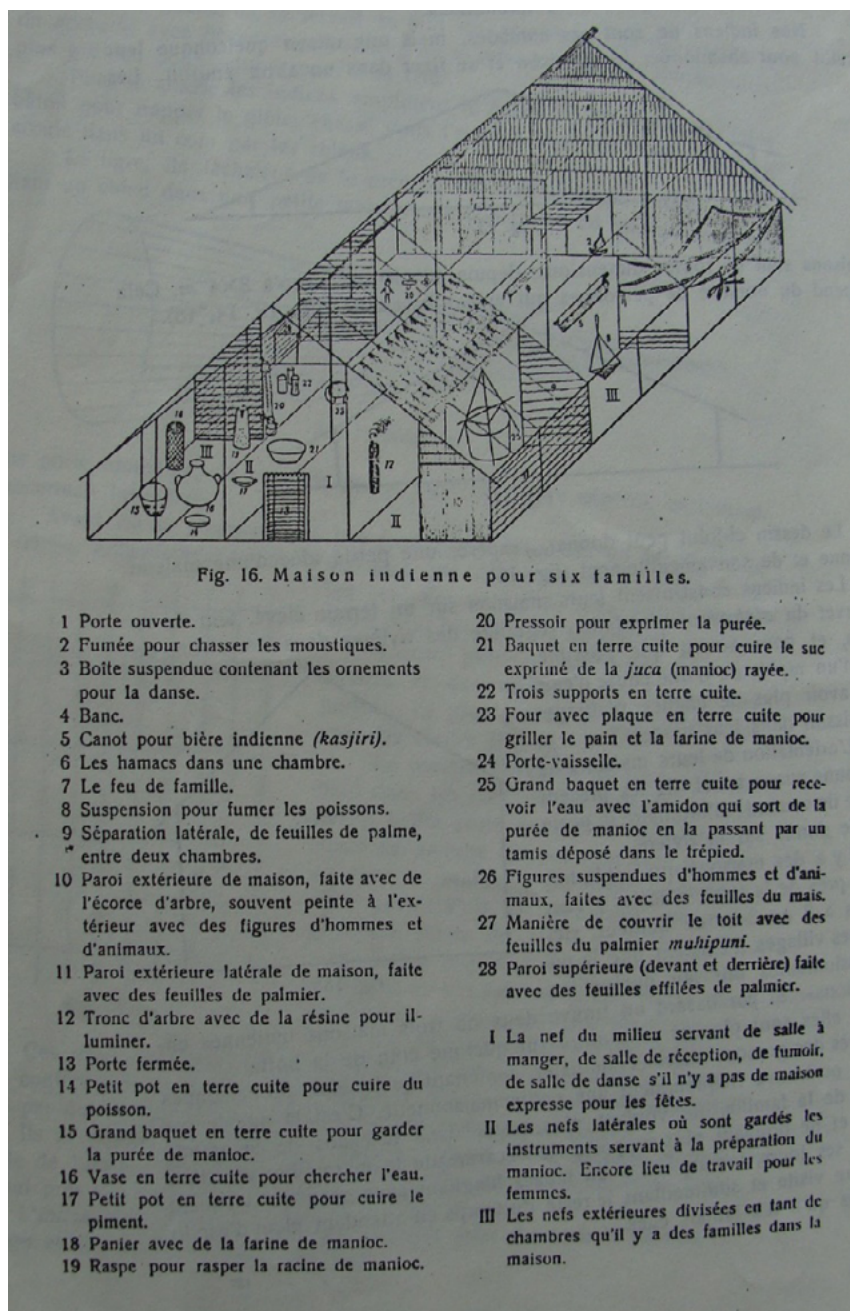 Fig. 16. Maison indienne pour six familles.
1 Porte ouverte.
2 Fumée pour chasser les moustiques.
3 Boîte suspendue contenant les ornements
pour la danse.
4 Banc.
5 Canot pour bière indienne (kasjiri).
6 Les hamacs dans une chambre.
7 Le feu de famille.
8 Suspension pour fumer les poissons.
9 Séparation latérale, de feuilles de palme,
entre deux chambres.
10 Paroi extérieure de maison, faite avec de
l'écorce d'arbre, souvent peinte à l'ex-
térieur avec des figures d'hommes et
d'animaux.
11 Paroi extérieure latérale de maison, faite
avec des feuilles de palmier.
12 Tronc d'arbre avec de la résine pour il-
luminer.
13 Porte fermée.
14 Petit pot en terre cuite pour cuire du
poisson.
15 Grand baquet en terre cuite pour garder
la purée de manioc.
16 Vase en terre cuite pour chercher l'eau.
17 Petit pot en terre cuite pour cuire le
piment.
18 Panier avec de la farine de manioc.
19 Raspe pour rasper la racine de manioc.
20 Pressoir pour exprimer la purée.
21 Baquet en terre cuite pour cuire le suc
exprimé de la juca (manioc) rayée.
22 Trois supports en terre cuite.
23 Four avec plaque en terre cuite pour
griller le pain et la farine de manioc.
24 Porte-vaisselle.
25 Grand baquet en terre cuite pour rece-
voir l'eau avec l'amidon qui sort de la
purée de manioc en la passant par un
tamis déposé dans le trépied.
26 Figures suspendues d'hommes et d'ani-
maux, faites avec des feuilles du mais.
27 Manière de couvrir le toit avec des
feuilles du palmier muhipuni.
28 Paroi supérieure (devant et derrière) faite
avec des feuilles effilées de palmier.
I La nef du milieu servant de salle à
manger, de salle de réception, de fumoir,
de salle de danse s'il n'y a pas de maison
expresse pour les fêtes.
II Les nefs latérales où sont gardés les
instruments servant à la préparation du
manioc. Encore lieu de travail pour les
femmes.
III Les nefs extérieures divisées en tant de
chambres qu'il y a des familles dans la
maison.